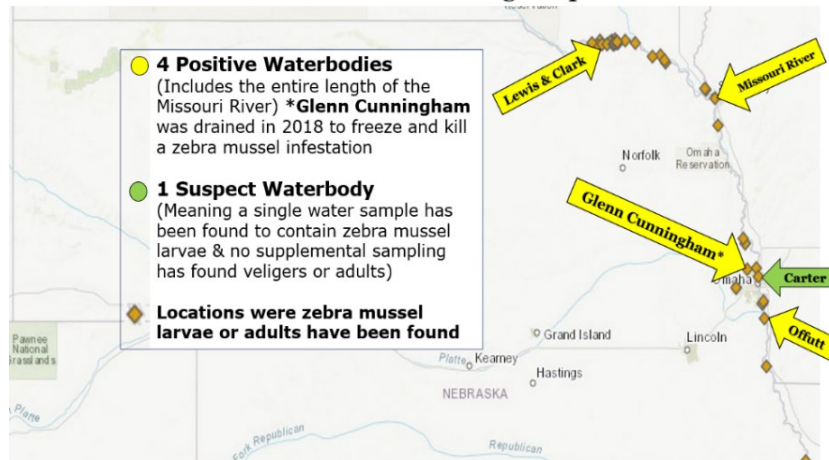 4 Positive Waterbodies
(Includes the entire length of the
Missouri River) *Glenn Cunningham
was drained in 2018 to freeze and kill
a zebra mussel infestation
1 Suspect Waterbody
(Meaning a single water sample has
been found to contain zebra mussel
larvae & no supplemental sampling
has found veligers or adults)
Locations were zebra mussel
larvae or adults have been found
Lewis & Clark
Missouri River
Norfolk
Omaha
Reservation
Glenn Cunningham*
Carter
Offutt
Pawnee
National
Grasslands
Grand Island
Lincoln
Platte
Kearney
Hastings
NEBRASKA
Platte
Fork Republican
Republican